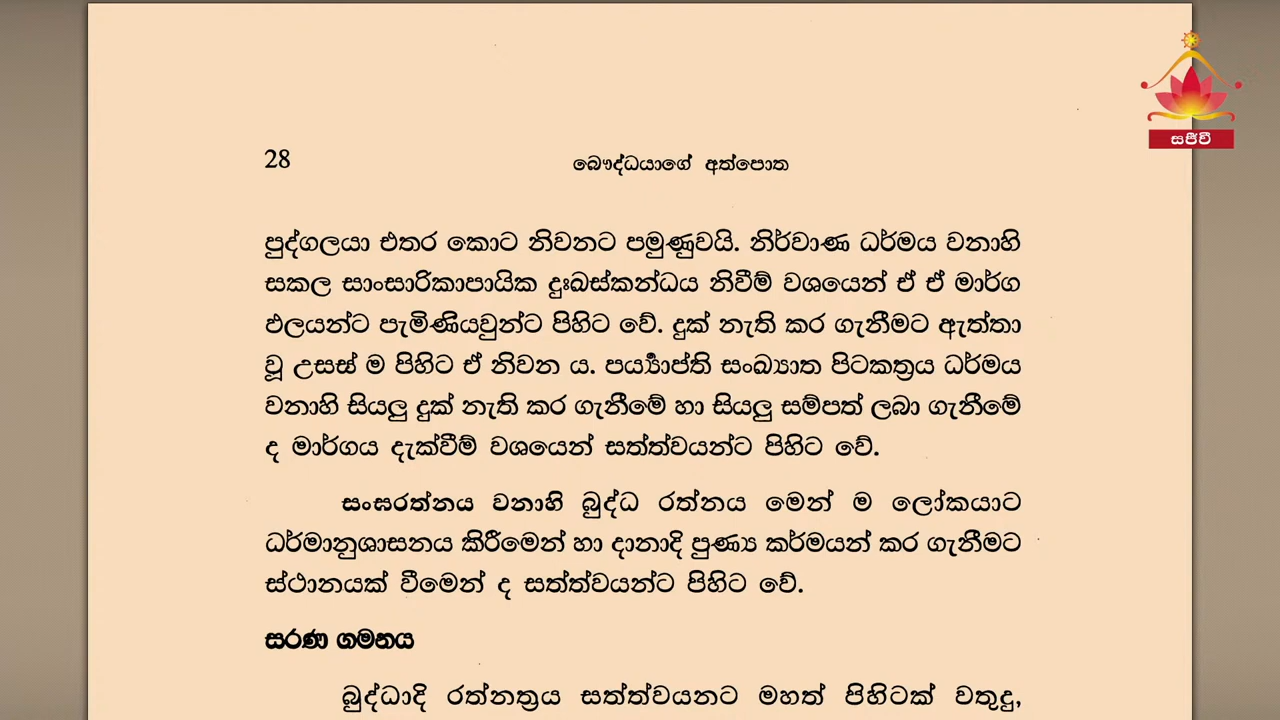 සජීවී
28 බෞද්ධයාගේ අත්පොත
පුද්ගලයා එතර කොට නිවනට පමුණුවයි. නිර්වාණ ධර්මය වනාහි
සකල සාංසාරිකාපායික දුඃඛස්කන්ධය නිවීම් වශයෙන් ඒ ඒ මාර්ග
ඵලයන්ට පැමිණියවුන්ට පිහිට වේ. දුක් නැති කර ගැනීමට ඇත්තා
වූ උසස් ම පිහිට ඒ නිවන ය. පර්‍ය්‍යාප්ති සංඛ්‍යාත පිටකත්‍රය ධර්මය
වනාහි සියලු දුක් නැති කර ගැනීමේ හා සියලු සම්පත් ලබා ගැනීමේ
ද මාර්ගය දැක්වීම් වශයෙන් සත්ත්වයන්ට පිහිට වේ.
සංඝරත්නය වනාහි බුද්ධ රත්නය මෙන් ම ලෝකයාට
ධර්මානුශාසනය කිරීමෙන් හා දානාදි පුණ්‍ය කර්මයන් කර ගැනීමට
ස්ථානයක් වීමෙන් ද සත්ත්වයන්ට පිහිට වේ.
සරණ ගමනය
බුද්ධාදි රත්නත්‍රය සත්ත්වයනට මහත් පිහිටක් වතුදු,